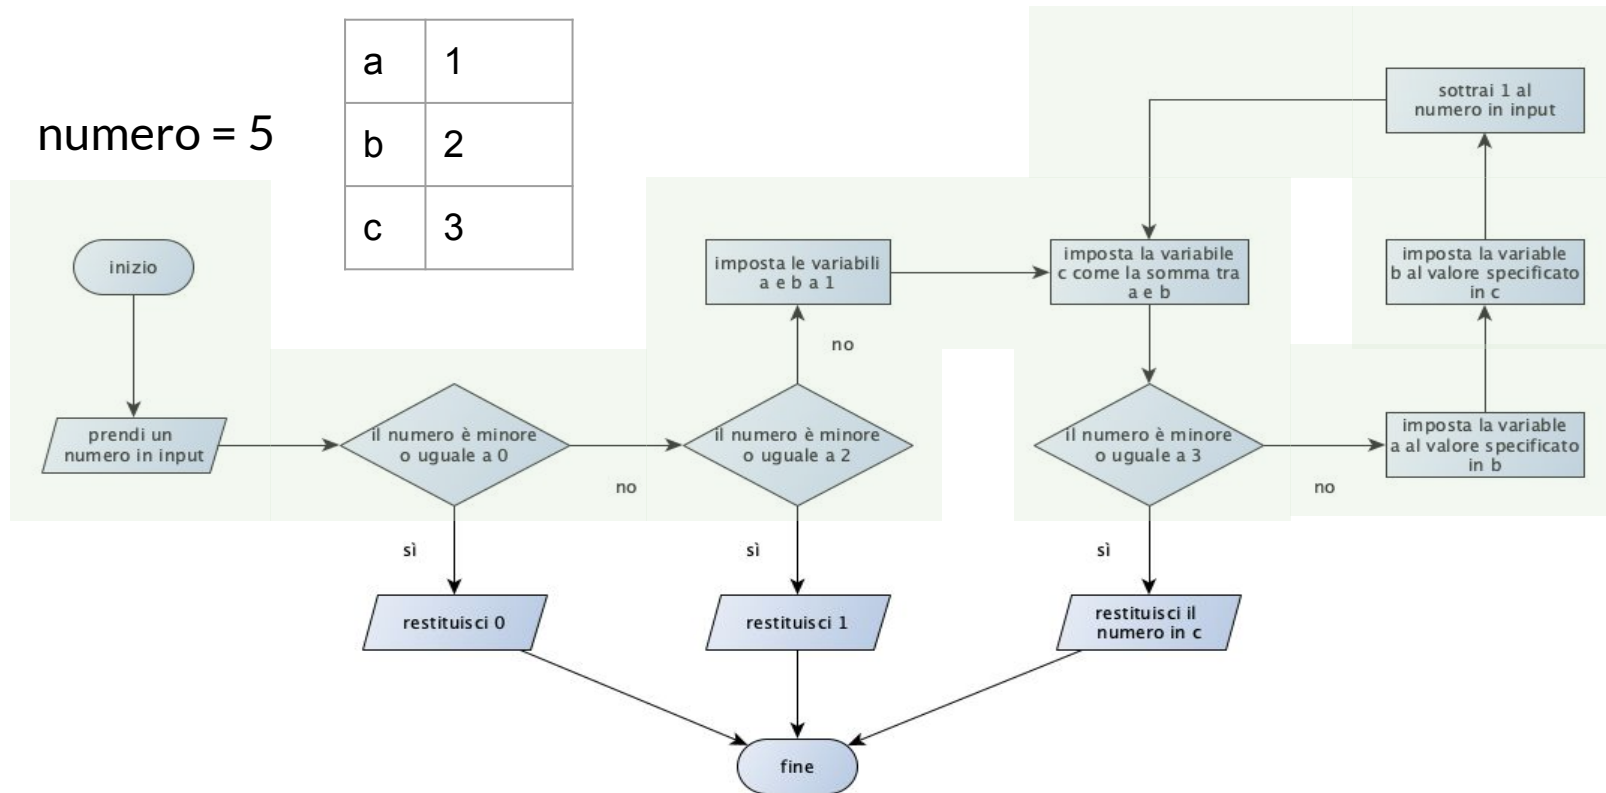 numero = 5
a 1
b 2
c 3
inizio
prendi un
numero in input
il numero è minore
o uguale a 0
no
sì
restituisci 0
il numero è minore
o uguale a 2
no
sì
restituisci 1
imposta le variabili
a e b a 1
imposta la variabile
c come la somma tra
a e b
il numero è minore
o uguale a 3
no
sì
restituisci il
numero in c
imposta la variable
a al valore specificato
in b
imposta la variable
b al valore specificato
in c
sottrai 1 al
numero in input
fine